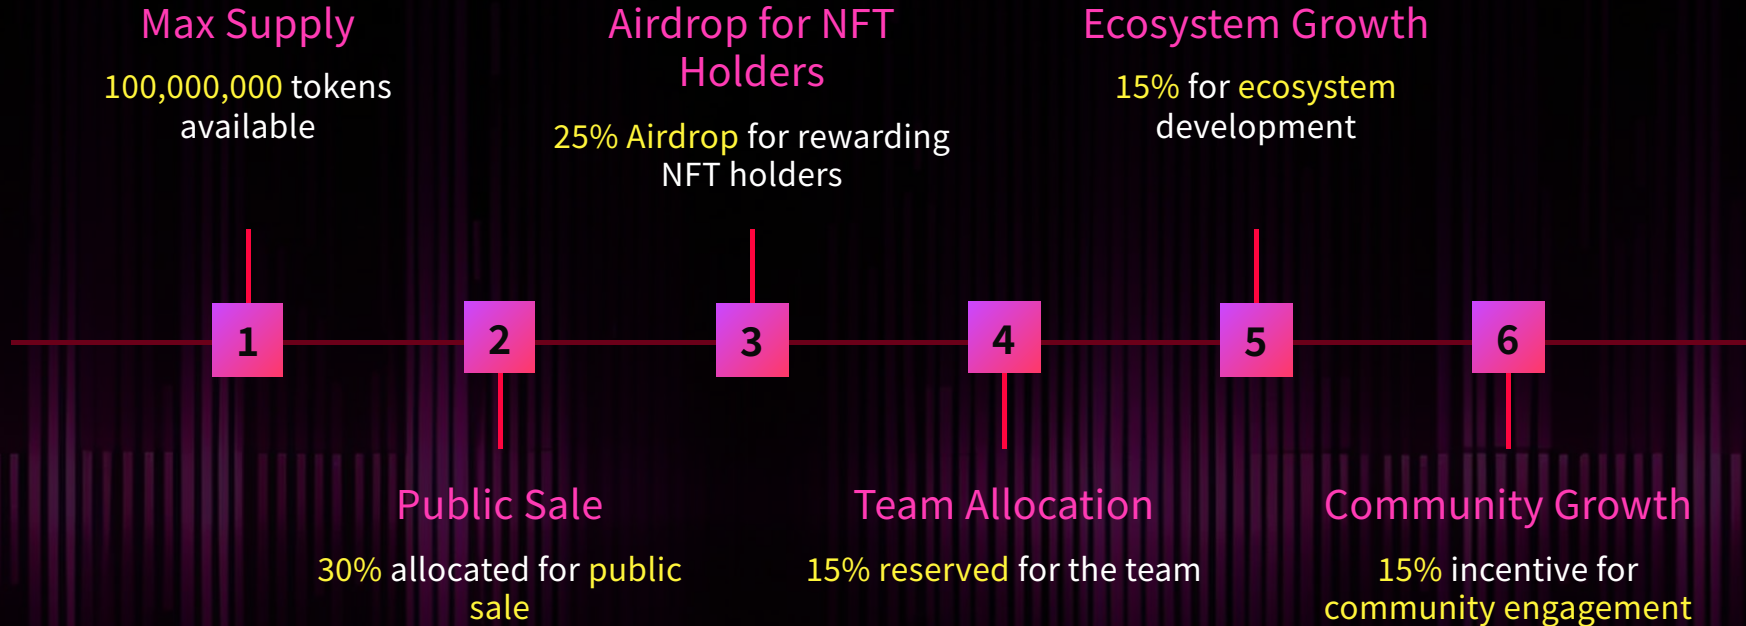 Max Supply
100,000,000 tokens
available
Airdrop for NFT
Holders
25% Airdrop for rewarding
NFT holders
Ecosystem Growth
15% for ecosystem
development
1
2
3
4
5
6
Public Sale
30% allocated for public
sale
Team Allocation
15% reserved for the team
Community Growth
15% incentive for
community engagement